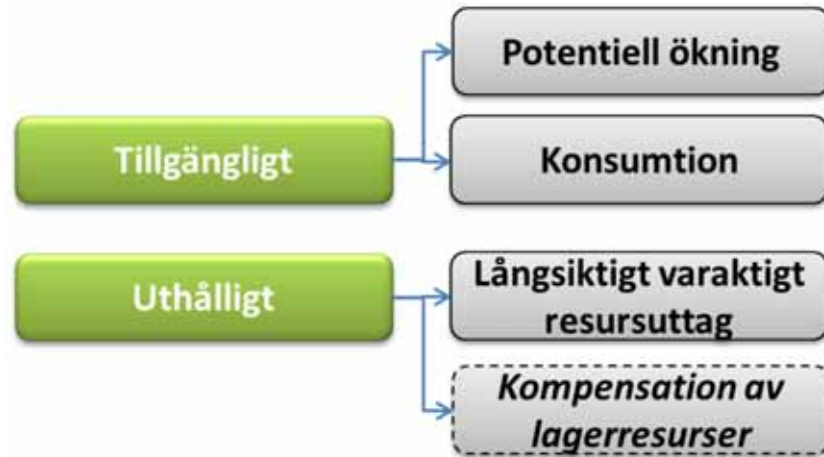 Tillgängligt
Potentiell ökning
Konsumtion
Uthålligt
Långsiktigt varaktigt
resursuttag
Kompensation av
lagerresurser